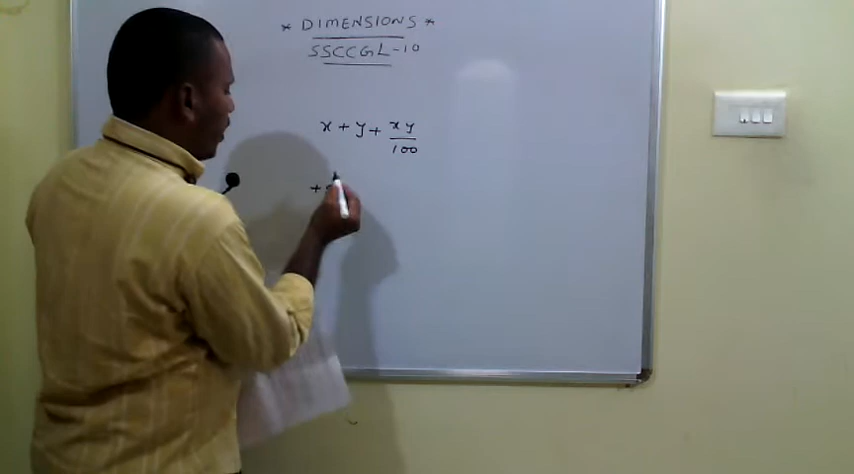 * DIMENSIONS *
SSCCGL-10
x + y + xy/100
+